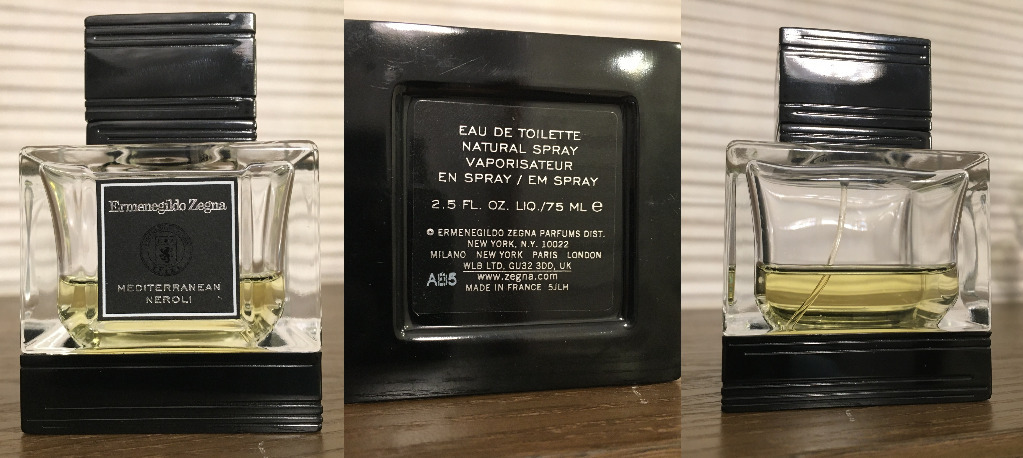 Ermenegildo Zegna
MEDITERRANEAN
NEROLI
EAU DE TOILETTE
NATURAL SPRAY
VAPORISATEUR
EN SPRAY / EM SPRAY
2.5 FL. OZ. LIQ./75 ML ℮
© ERMENEGILDO ZEGNA PARFUMS DIST.
NEW YORK, N.Y. 10022
MILANO NEW YORK PARIS LONDON
WLB LTD, GU32 3DD, UK
AB5 www.zegna.com
MADE IN FRANCE 5JLH